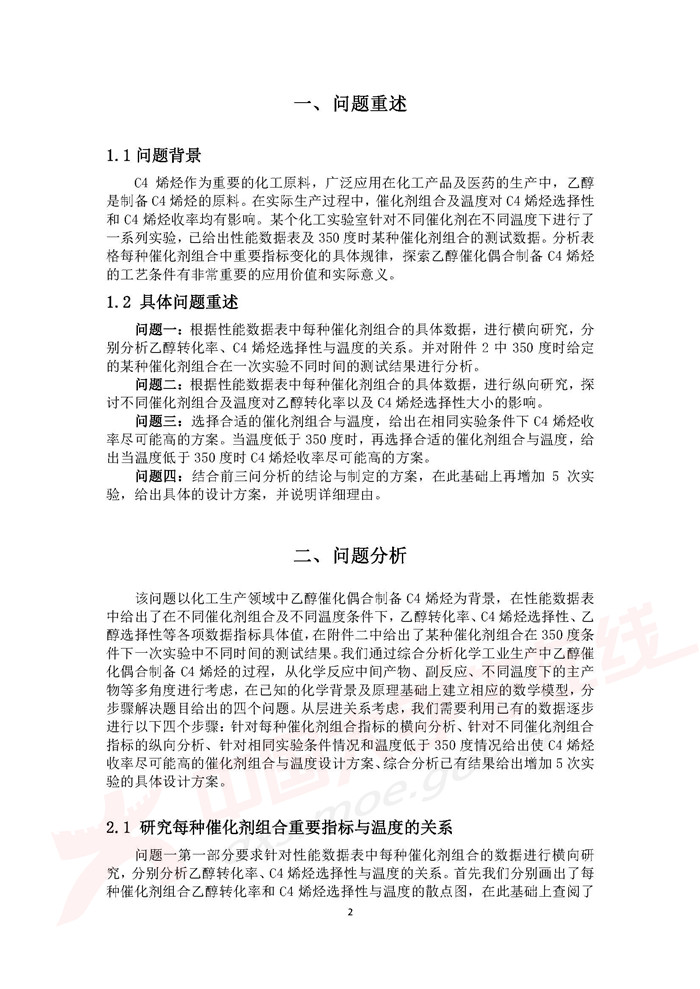 一、问题重述
1.1 问题背景
C4 烯烃作为重要的化工原料，广泛应用在化工产品及医药的生产中，乙醇
是制备 C4 烯烃的原料。在实际生产过程中，催化剂组合及温度对 C4 烯烃选择性
和 C4 烯烃收率均有影响。某个化工实验室针对不同催化剂在不同温度下进行了
一系列实验，已给出性能数据表及 350 度时某种催化剂组合的测试数据。分析表
格每种催化剂组合中重要指标变化的具体规律，探索乙醇催化偶合制备 C4 烯烃
的工艺条件有非常重要的应用价值和实际意义。
1.2 具体问题重述
问题一：根据性能数据表中每种催化剂组合的具体数据，进行横向研究，分
别分析乙醇转化率、C4 烯烃选择性与温度的关系。并对附件 2 中 350 度时给定
的某种催化剂组合在一次实验不同时间的测试结果进行分析。
问题二：根据性能数据表中每种催化剂组合的具体数据，进行纵向研究，探
讨不同催化剂组合及温度对乙醇转化率以及 C4 烯烃选择性大小的影响。
问题三：选择合适的催化剂组合与温度，给出在相同实验条件下 C4 烯烃收
率尽可能高的方案。当温度低于 350 度时，再选择合适的催化剂组合与温度，给
出当温度低于 350 度时 C4 烯烃收率尽可能高的方案。
问题四：结合前三问分析的结论与制定的方案，在此基础上再增加 5 次实
验，给出具体的设计方案，并说明详细理由。
二、问题分析
该问题以化工生产领域中乙醇催化偶合制备 C4 烯烃为背景，在性能数据表
中给出了在不同催化剂组合及不同温度条件下，乙醇转化率、C4 烯烃选择性、乙
醇选择性等各项数据指标具体值，在附件二中给出了某种催化剂组合在 350 度条
件下一次实验中不同时间的测试结果。我们通过综合分析化学工业生产中乙醇催
化偶合制备 C4 烯烃的过程，从化学反应中间产物、副反应、不同温度下的主产
物等多角度进行考虑，在已知的化学背景及原理基础上建立相应的数学模型，分
步骤解决题目给出的四个问题。从层进关系考虑，我们需要利用已有的数据逐步
进行以下四个步骤：针对每种催化剂组合指标的横向分析、针对不同催化剂组合
指标的纵向分析、针对相同实验条件情况和温度低于 350 度情况给出使 C4 烯烃
收率尽可能高的催化剂组合与温度设计方案、综合分析已有结果给出增加 5 次实
验的具体设计方案。
2.1 研究每种催化剂组合重要指标与温度的关系
问题一第一部分要求针对性能数据表中每种催化剂组合的数据进行横向研
究，分别分析乙醇转化率、C4 烯烃选择性与温度的关系。首先我们分别画出了每
种催化剂组合乙醇转化率和 C4 烯烃选择性与温度的散点图，在此基础上查阅了
2